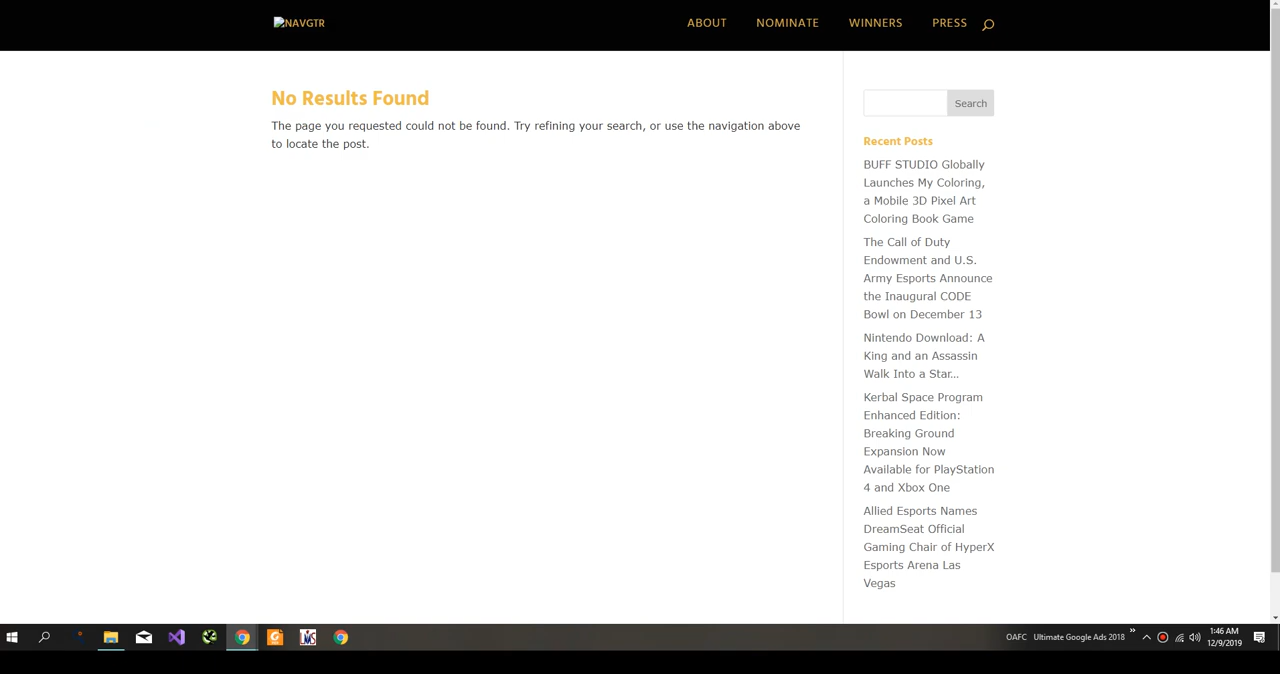 NAVGTR
ABOUT NOMINATE WINNERS PRESS
No Results Found
The page you requested could not be found. Try refining your search, or use the navigation above
to locate the post.
Search
Recent Posts
BUFF STUDIO Globally
Launches My Coloring,
a Mobile 3D Pixel Art
Coloring Book Game
The Call of Duty
Endowment and U.S.
Army Esports Announce
the Inaugural CODE
Bowl on December 13
Nintendo Download: A
King and an Assassin
Walk Into a Star…
Kerbal Space Program
Enhanced Edition:
Breaking Ground
Expansion Now
Available for PlayStation
4 and Xbox One
Allied Esports Names
DreamSeat Official
Gaming Chair of HyperX
Esports Arena Las
Vegas
OAFC Ultimate Google Ads 2018 »
1:46 AM
12/9/2019